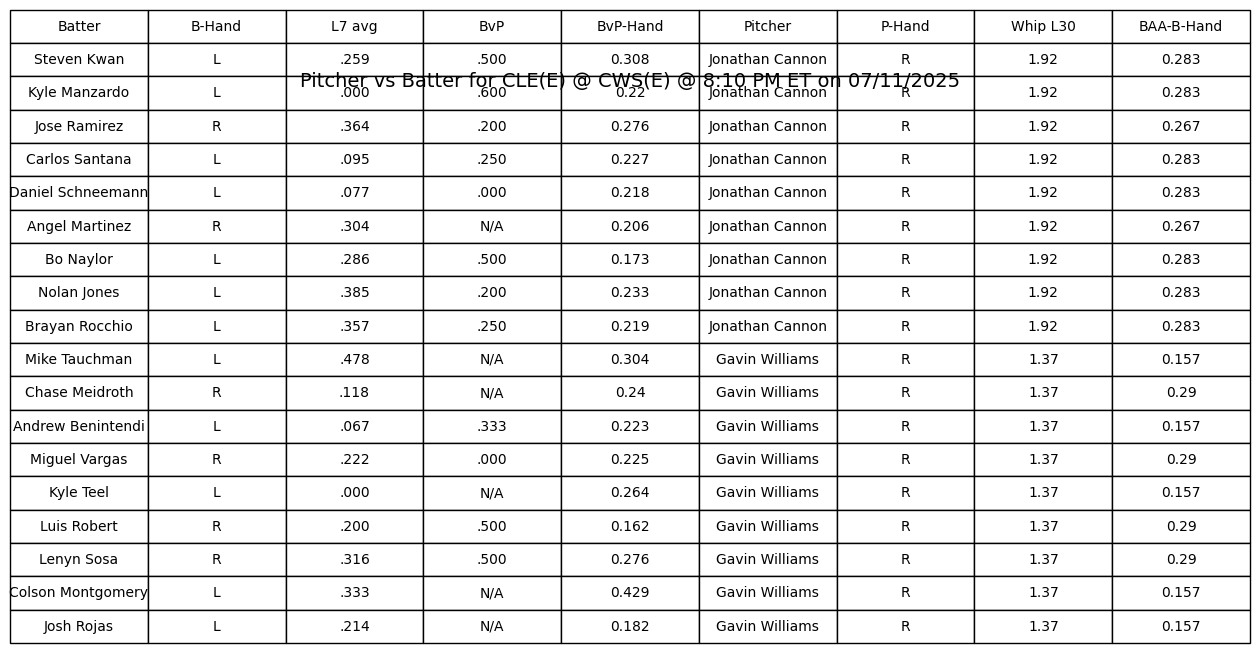 Batter B-Hand L7 avg BvP BvP-Hand Pitcher P-Hand Whip L30 BAA-B-Hand
Steven Kwan L .259 .500 0.308 Jonathan Cannon R 1.92 0.283
Pitcher vs Batter for CLE(E) @ CWS(E) @ 8:10 PM ET on 07/11/2025
Kyle Manzardo L .000 .600 0.22 Jonathan Cannon R 1.92 0.283
Jose Ramirez R .364 .200 0.276 Jonathan Cannon R 1.92 0.267
Carlos Santana L .095 .250 0.227 Jonathan Cannon R 1.92 0.283
Daniel Schneemann L .077 .000 0.218 Jonathan Cannon R 1.92 0.283
Angel Martinez R .304 N/A 0.206 Jonathan Cannon R 1.92 0.267
Bo Naylor L .286 .500 0.173 Jonathan Cannon R 1.92 0.283
Nolan Jones L .385 .200 0.233 Jonathan Cannon R 1.92 0.283
Brayan Rocchio L .357 .250 0.219 Jonathan Cannon R 1.92 0.283
Mike Tauchman L .478 N/A 0.304 Gavin Williams R 1.37 0.157
Chase Meidroth R .118 N/A 0.24 Gavin Williams R 1.37 0.29
Andrew Benintendi L .067 .333 0.223 Gavin Williams R 1.37 0.157
Miguel Vargas R .222 .000 0.225 Gavin Williams R 1.37 0.29
Kyle Teel L .000 N/A 0.264 Gavin Williams R 1.37 0.157
Luis Robert R .200 .500 0.162 Gavin Williams R 1.37 0.29
Lenyn Sosa R .316 .500 0.276 Gavin Williams R 1.37 0.29
Colson Montgomery L .333 N/A 0.429 Gavin Williams R 1.37 0.157
Josh Rojas L .214 N/A 0.182 Gavin Williams R 1.37 0.157